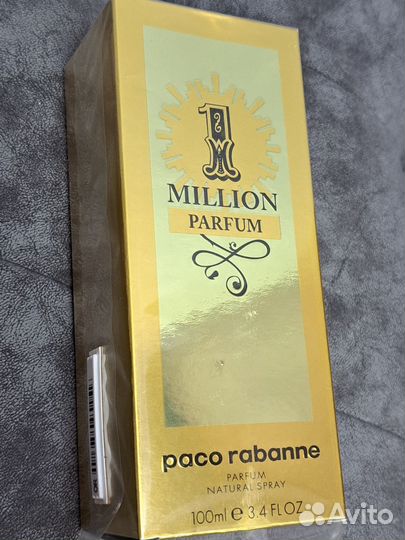 1
MILLION
PARFUM
paco rabanne
PARFUM
NATURAL SPRAY
100ml e 3.4 FL OZ
Avito